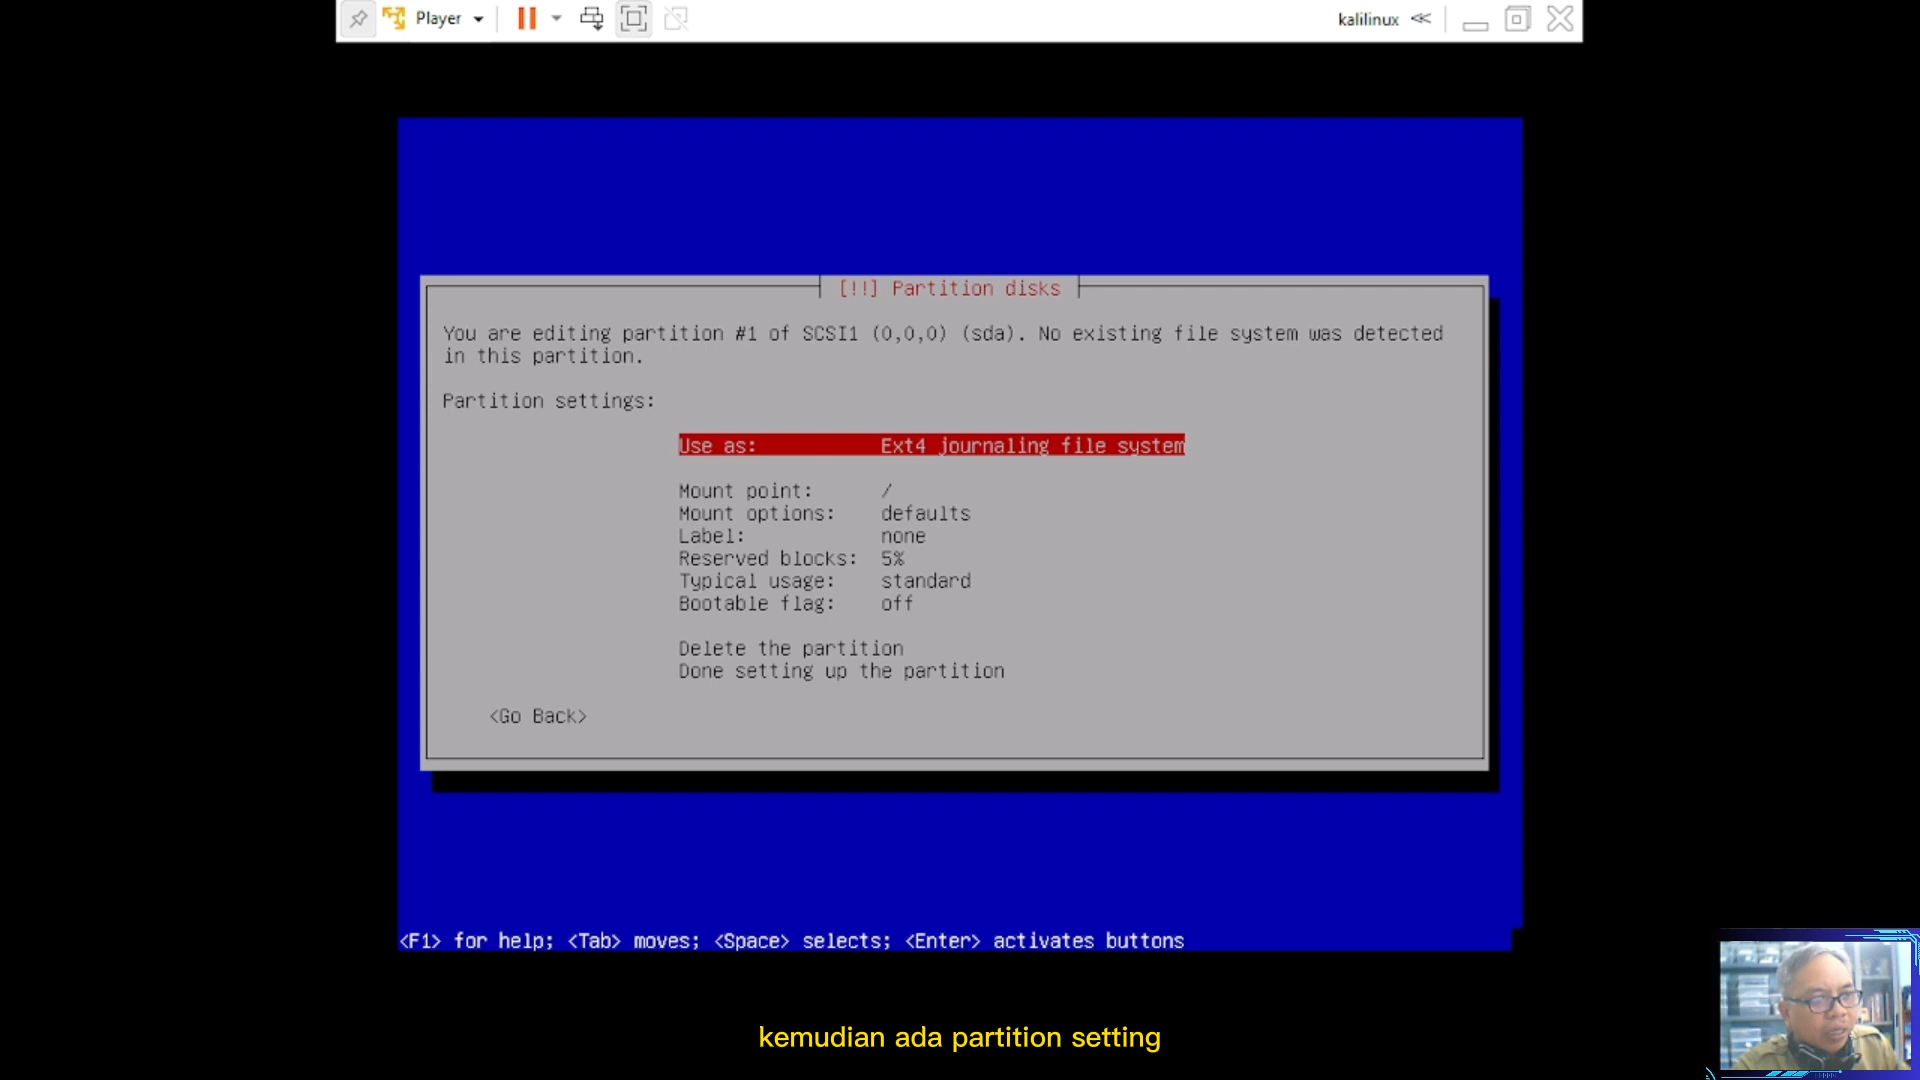 Player
kalilinux
[!!] Partition disks
You are editing partition #1 of SCSI1 (0,0,0) (sda). No existing file system was detected
in this partition.
Partition settings:
Use as: Ext4 journaling file system
Mount point: /
Mount options: defaults
Label: none
Reserved blocks: 5%
Typical usage: standard
Bootable flag: off
Delete the partition
Done setting up the partition
<Go Back>
<F1> for help; <Tab> moves; <Space> selects; <Enter> activates buttons
kemudian ada partition setting